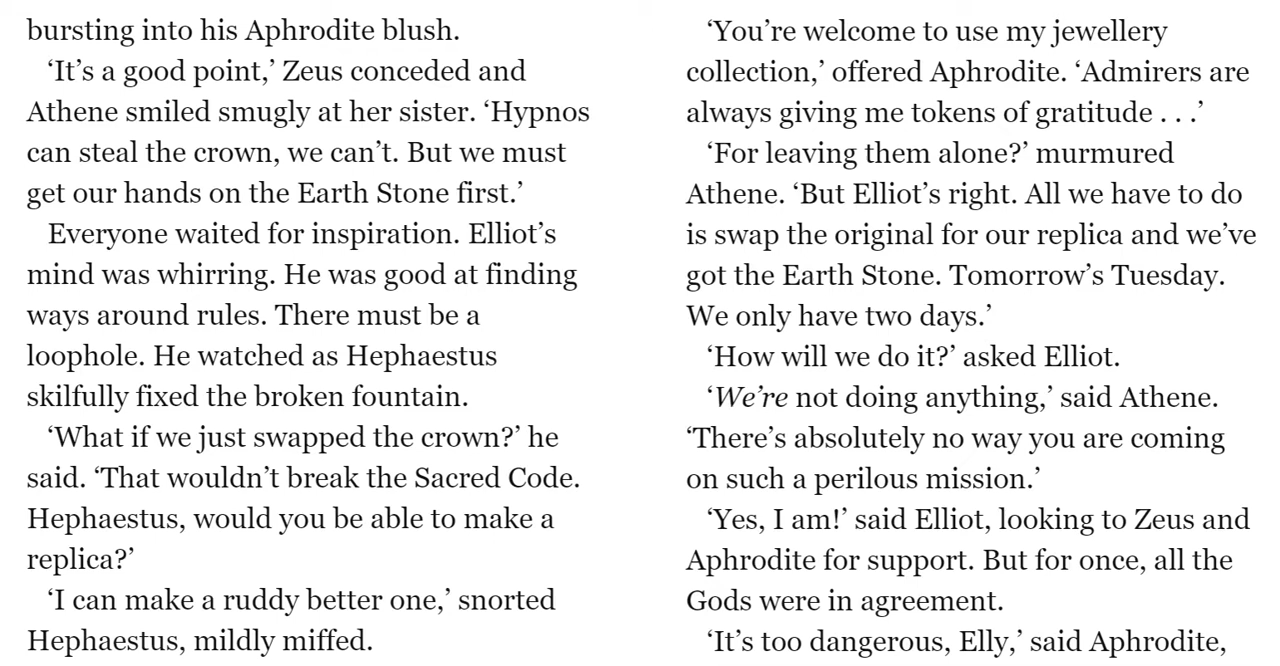 bursting into his Aphrodite blush.
‘It’s a good point,’ Zeus conceded and
Athene smiled smugly at her sister. ‘Hypnos
can steal the crown, we can’t. But we must
get our hands on the Earth Stone first.’
Everyone waited for inspiration. Elliot’s
mind was whirring. He was good at finding
ways around rules. There must be a
loophole. He watched as Hephaestus
skilfully fixed the broken fountain.
‘What if we just swapped the crown?’ he
said. ‘That wouldn’t break the Sacred Code.
Hephaestus, would you be able to make a
replica?’
‘I can make a ruddy better one,’ snorted
Hephaestus, mildly miffed.
‘You’re welcome to use my jewellery
collection,’ offered Aphrodite. ‘Admirers are
always giving me tokens of gratitude . . .’
‘For leaving them alone?’ murmured
Athene. ‘But Elliot’s right. All we have to do
is swap the original for our replica and we’ve
got the Earth Stone. Tomorrow’s Tuesday.
We only have two days.’
‘How will we do it?’ asked Elliot.
‘We’re not doing anything,’ said Athene.
‘There’s absolutely no way you are coming
on such a perilous mission.’
‘Yes, I am!’ said Elliot, looking to Zeus and
Aphrodite for support. But for once, all the
Gods were in agreement.
‘It’s too dangerous, Elly,’ said Aphrodite,